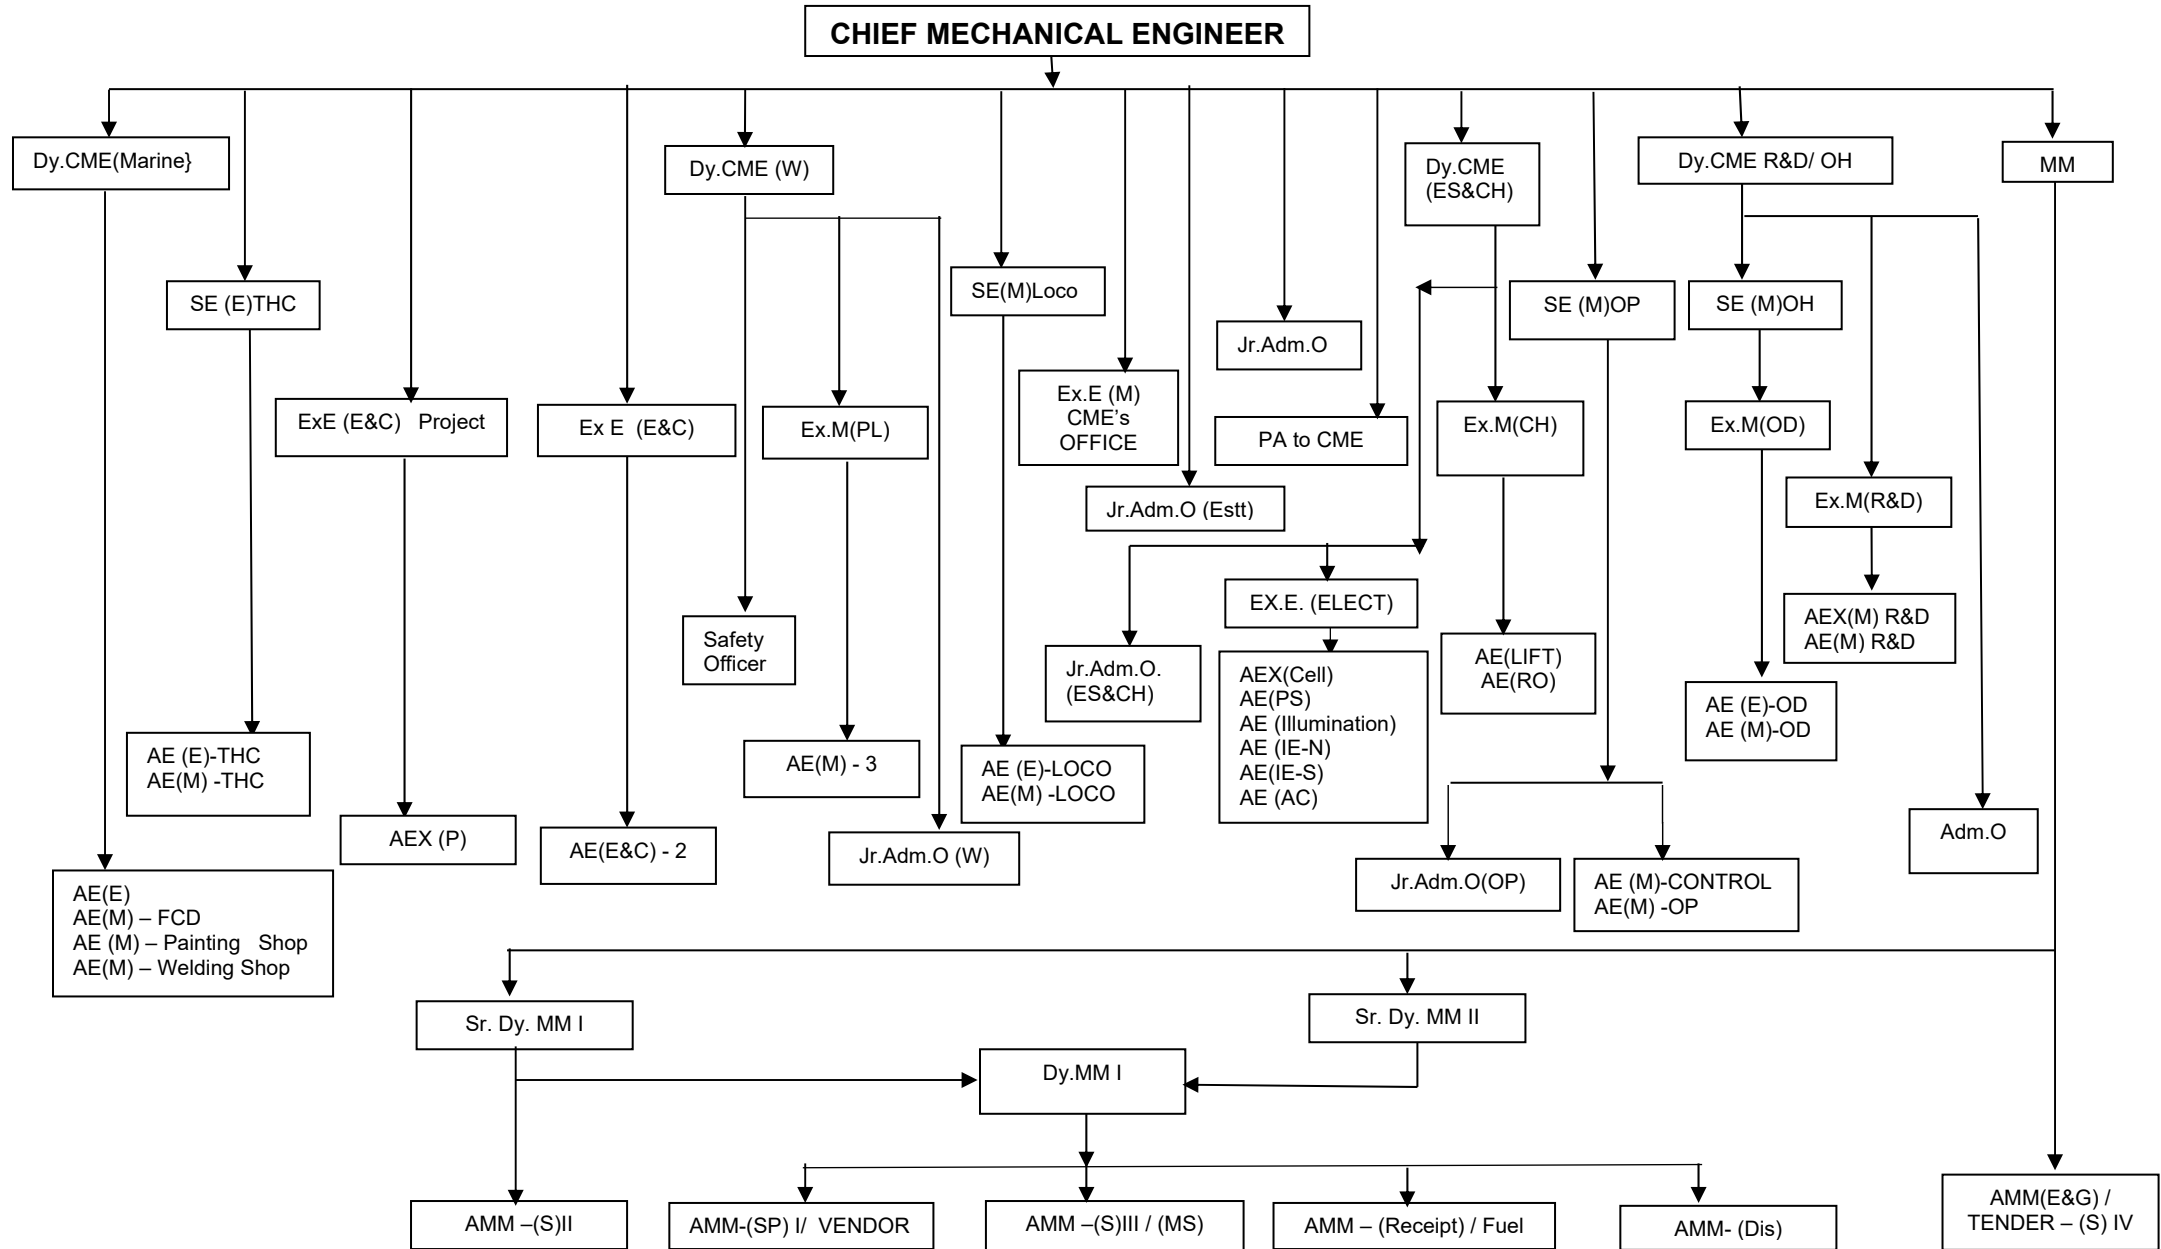 CHIEF MECHANICAL ENGINEER
Dy.CME(Marine}
Dy.CME (W)
Dy.CME
(ES&CH)
Dy.CME R&D/ OH
MM
SE (E)THC
SE(M)Loco
SE (M)OP
SE (M)OH
Jr.Adm.O
ExE (E&C) Project
Ex E (E&C)
Ex.M(PL)
Ex.E (M)
CME’s
OFFICE
PA to CME
Ex.M(CH)
Ex.M(OD)
Jr.Adm.O (Estt)
Ex.M(R&D)
EX.E. (ELECT)
AEX(M) R&D
AE(M) R&D
Safety
Officer
Jr.Adm.O.
(ES&CH)
AEX(Cell)
AE(PS)
AE (Illumination)
AE (IE-N)
AE(IE-S)
AE (AC)
AE(LIFT)
AE(RO)
AE (E)-OD
AE (M)-OD
AE (E)-THC
AE(M) -THC
AE(M) - 3
AE (E)-LOCO
AE(M) -LOCO
AEX (P)
AE(E&C) - 2
Jr.Adm.O (W)
Adm.O
Jr.Adm.O(OP)
AE (M)-CONTROL
AE(M) -OP
AE(E)
AE(M) – FCD
AE (M) – Painting Shop
AE(M) – Welding Shop
Sr. Dy. MM I
Sr. Dy. MM II
Dy.MM I
AMM –(S)II
AMM-(SP) I/ VENDOR
AMM –(S)III / (MS)
AMM – (Receipt) / Fuel
AMM- (Dis)
AMM(E&G) /
TENDER – (S) IV